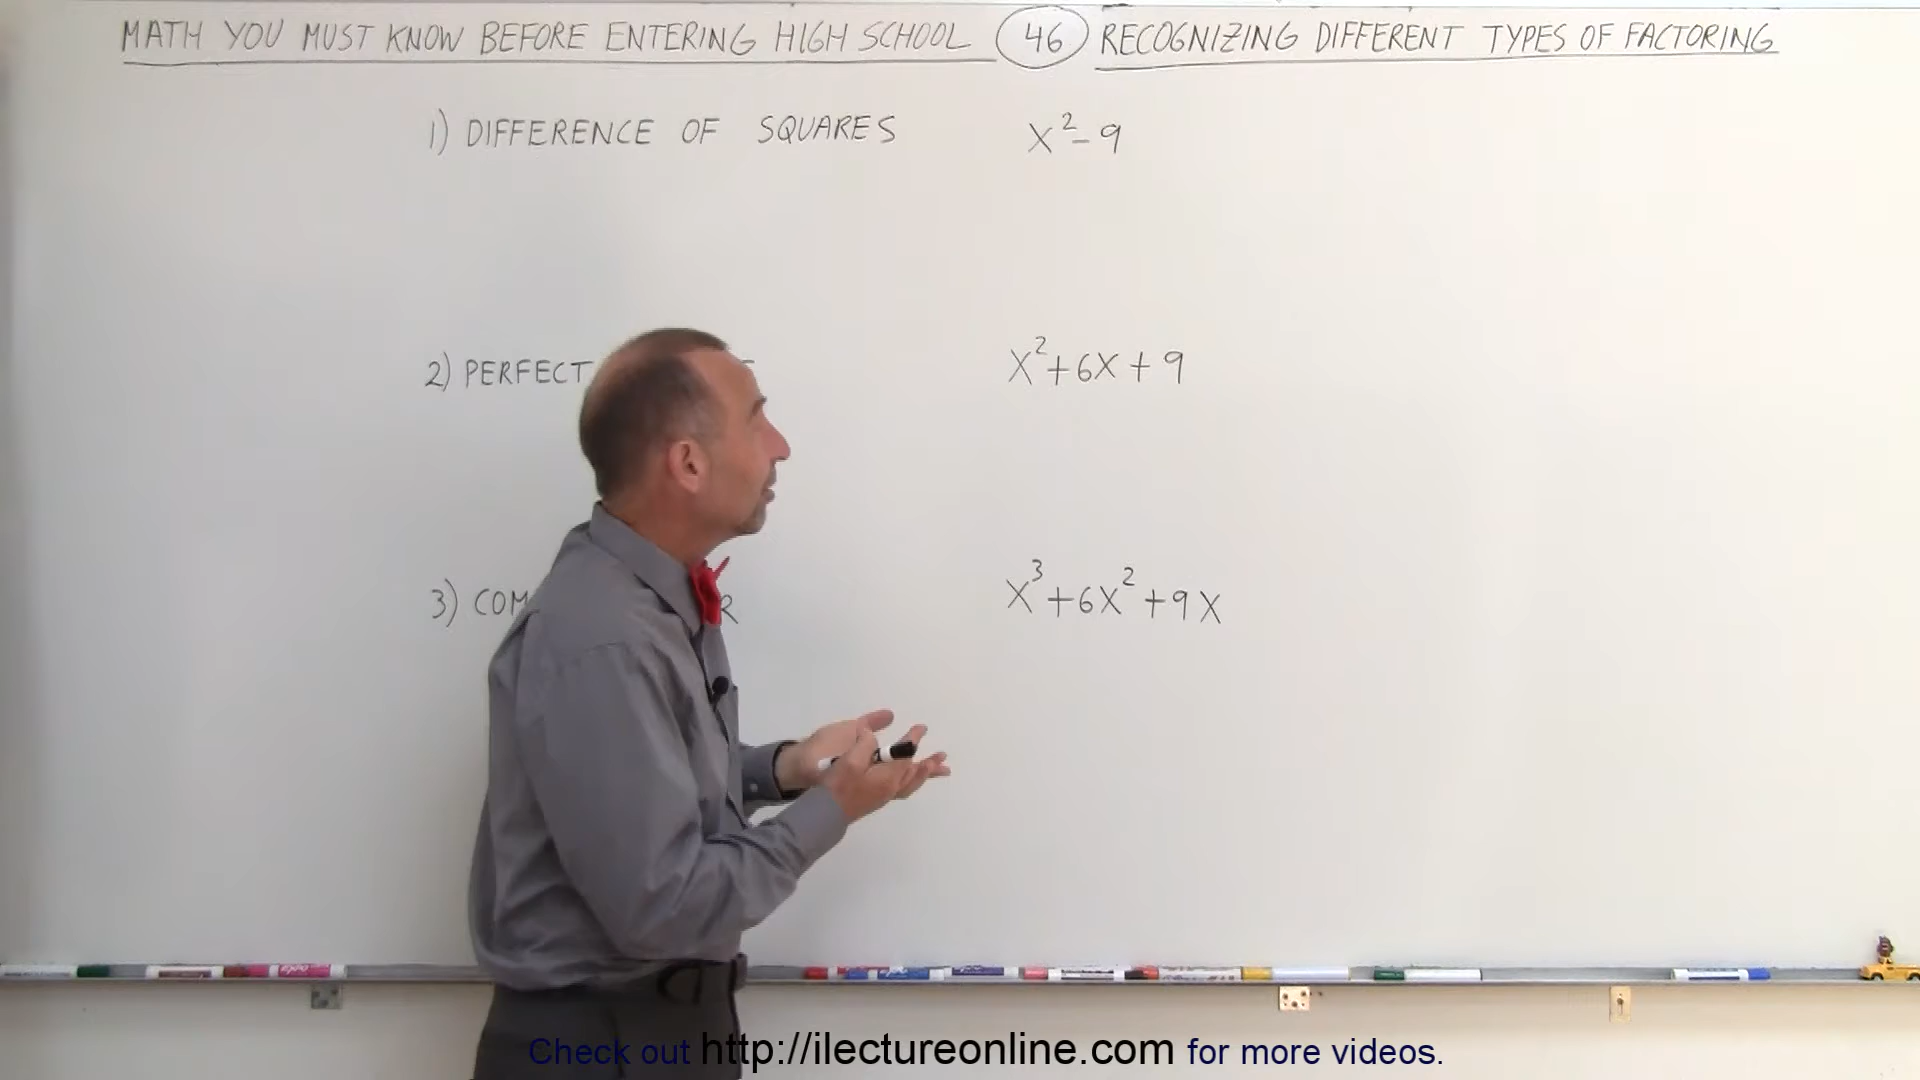 MATH YOU MUST KNOW BEFORE ENTERING HIGH SCHOOL 46 RECOGNIZING DIFFERENT TYPES OF FACTORING
1) DIFFERENCE OF SQUARES x² - 9
2) PERFECT x² + 6x + 9
3) x³ + 6x² + 9x
Check out http://ilectureonline.com for more videos.